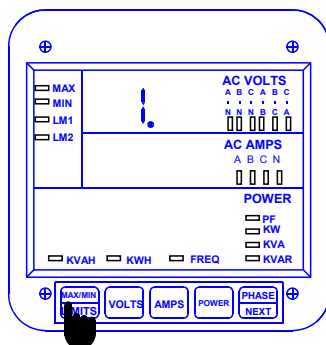 AC VOLTS
A B C A B C
- - - - - -
N N N B C A
MAX
MIN
LM1
LM2
1.
AC AMPS
A B C N
POWER
PF
KW
KVA
KVAH KWH FREQ KVAR
MAX/MIN
VOLTS AMPS POWER PHASE
NEXT